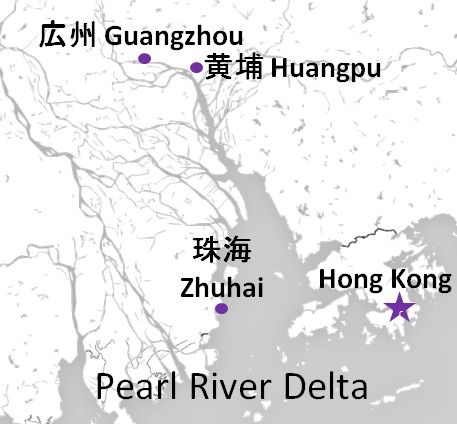 広州 Guangzhou
黄埔 Huangpu
珠海
Zhuhai
Hong Kong
Pearl River Delta